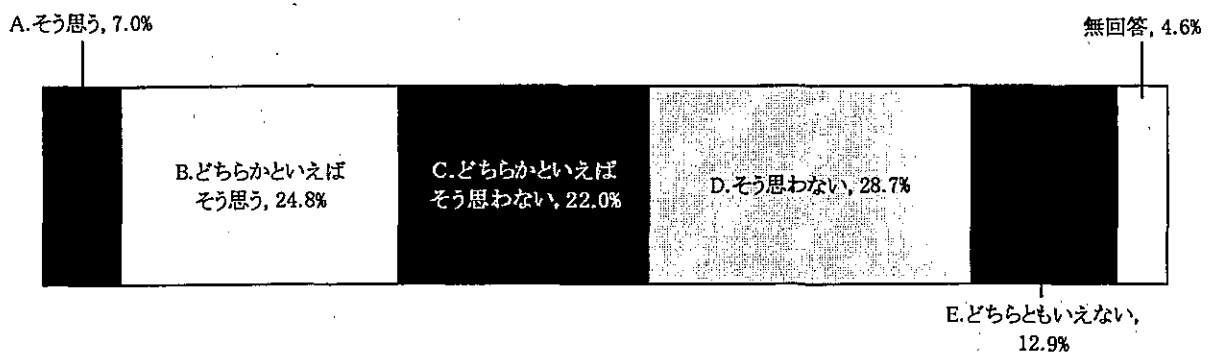 A.そう思う, 7.0%
無回答, 4.6%
B.どちらかといえば
そう思う, 24.8%
C.どちらかといえば
そう思わない, 22.0%
D.そう思わない, 28.7%
E.どちらともいえない,
12.9%